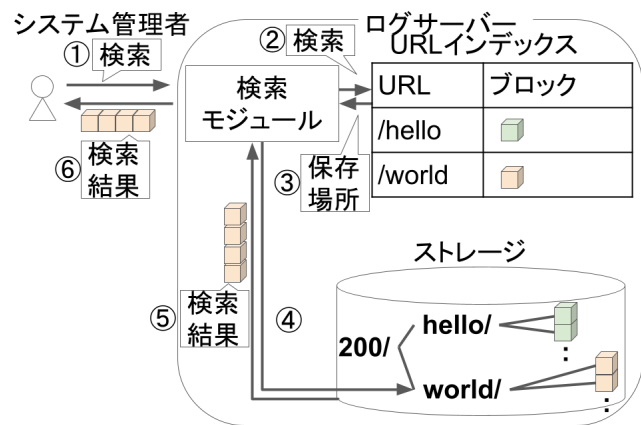 システム管理者
ログサーバー
URLインデックス
① 検索
② 検索
URL ブロック
/hello
/world
検索
モジュール
③ 保存
場所
⑥ 検索
結果
ストレージ
⑤ 検索
結果
④
200/
hello/
:
world/
: